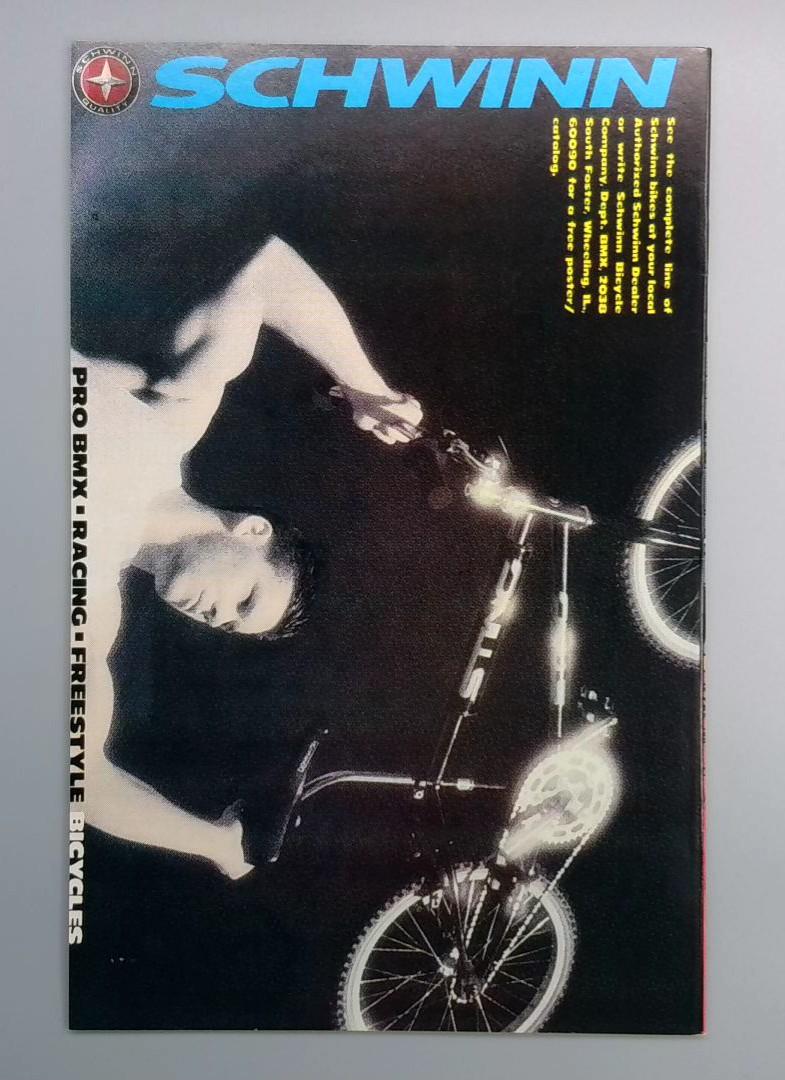 SCHWINN
QUALITY
SCHWINN
See the complete line of
Schwinn bikes at your local
Authorized Schwinn Dealer
or write Schwinn Bicycle
Company, Dept. BMX, 2038
South Foster, Wheeling, IL,
60090 for a free poster/
catalog.
STING
PRO BMX • RACING • FREESTYLE BICYCLES